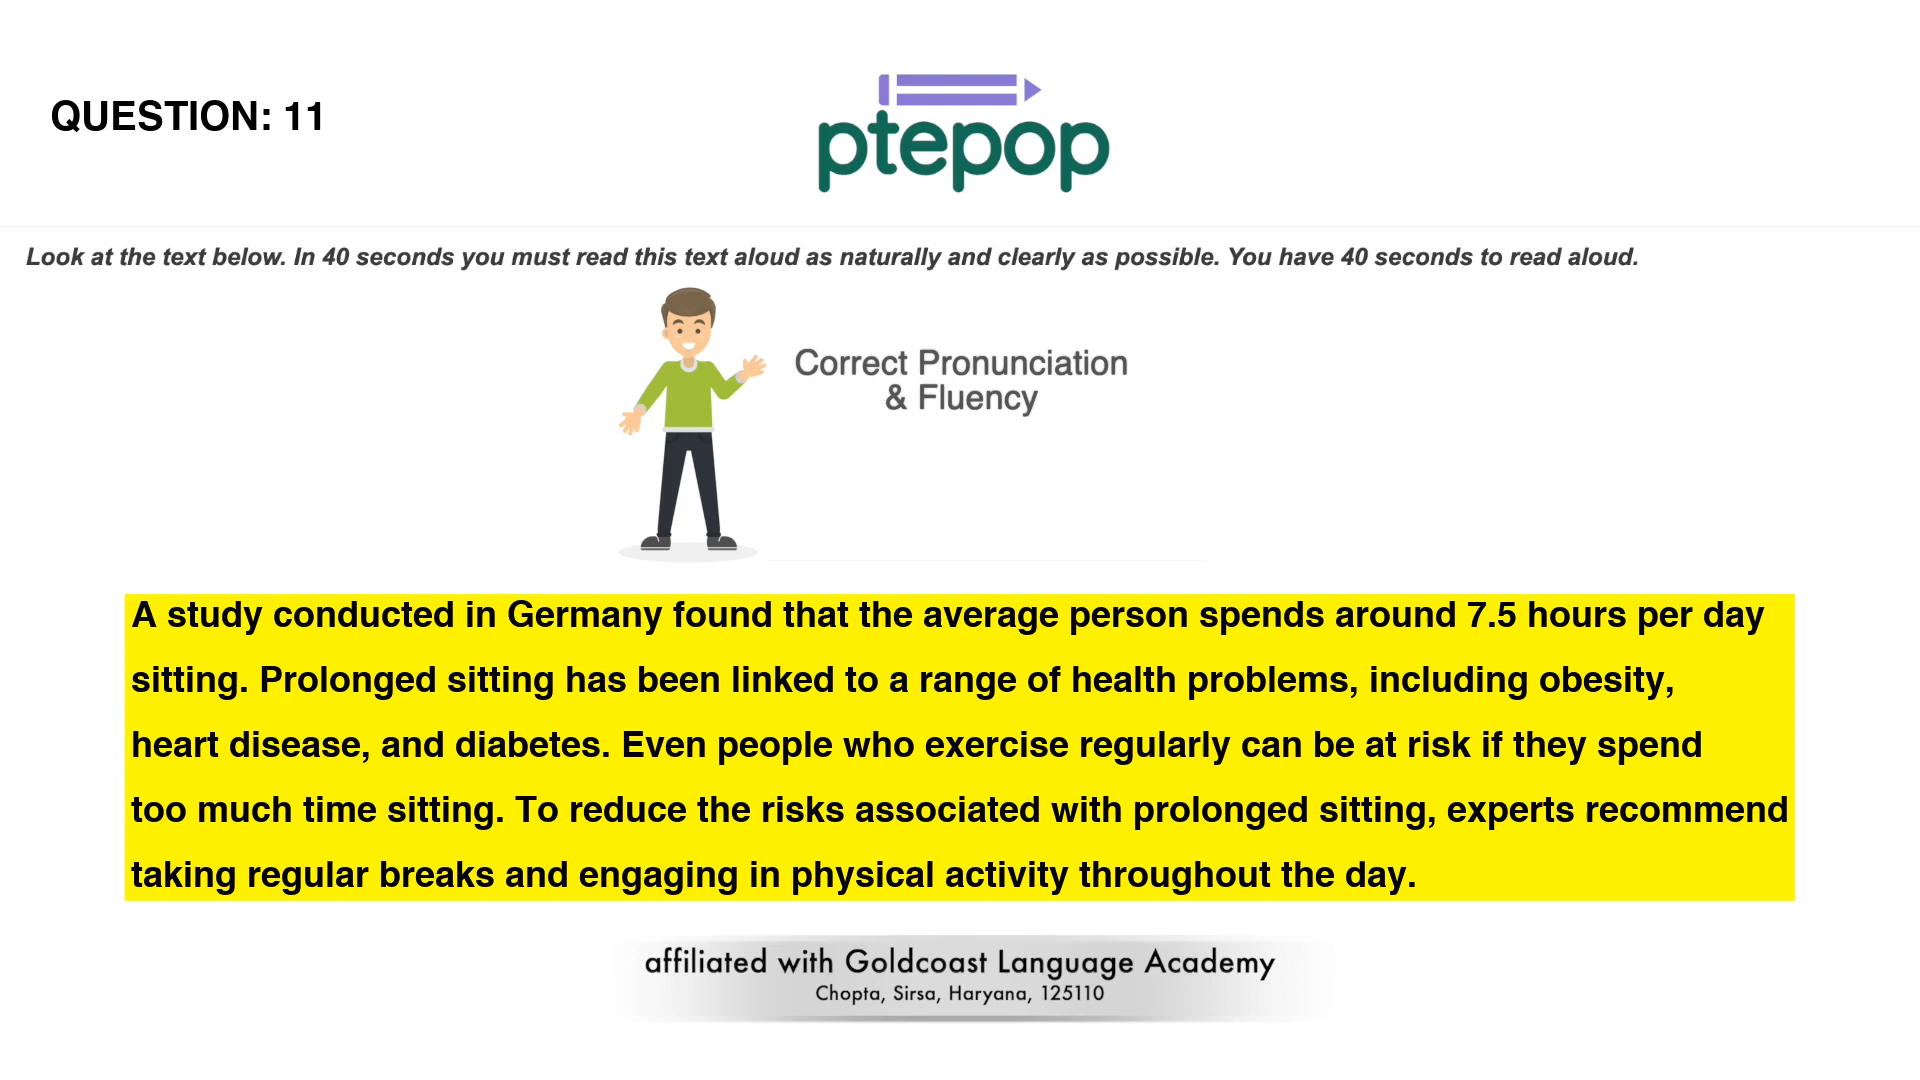 QUESTION: 11
ptepop
Look at the text below. In 40 seconds you must read this text aloud as naturally and clearly as possible. You have 40 seconds to read aloud.
Correct Pronunciation
& Fluency
A study conducted in Germany found that the average person spends around 7.5 hours per day
sitting. Prolonged sitting has been linked to a range of health problems, including obesity,
heart disease, and diabetes. Even people who exercise regularly can be at risk if they spend
too much time sitting. To reduce the risks associated with prolonged sitting, experts recommend
taking regular breaks and engaging in physical activity throughout the day.
affiliated with Goldcoast Language Academy
Chopta, Sirsa, Haryana, 125110